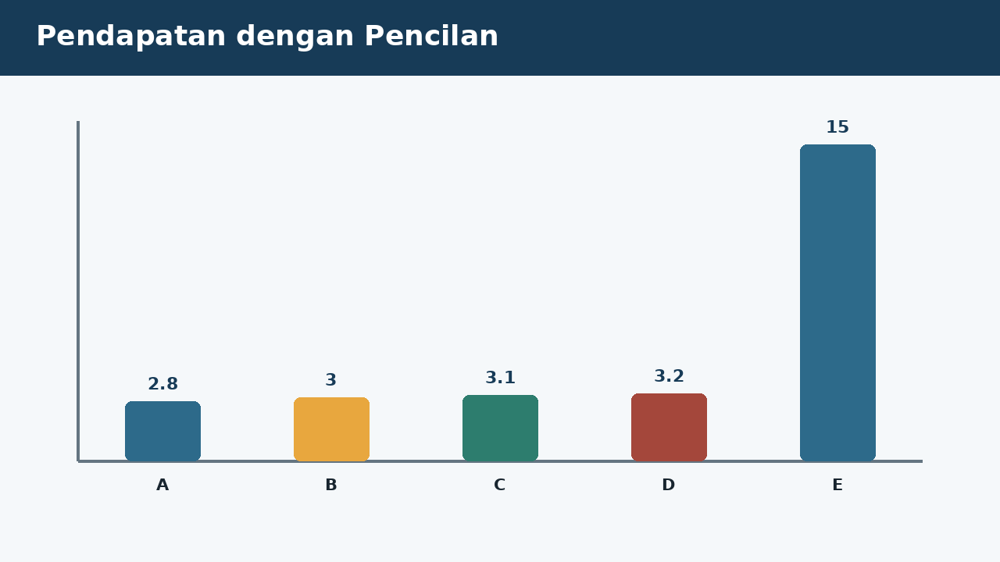 Pendapatan dengan Pencilan
15
2.8
3
3.1
3.2
A
B
C
D
E